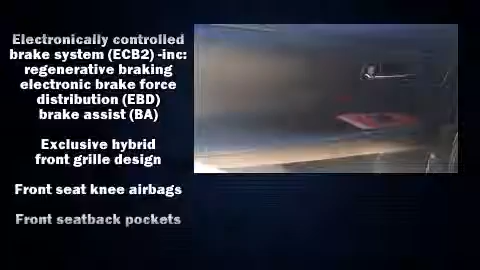 Electronically controlled
brake system (ECB2) -inc:
regenerative braking
electronic brake force
distribution (EBD)
brake assist (BA)
Exclusive hybrid
front grille design
Front seat knee airbags
Front seatback pockets